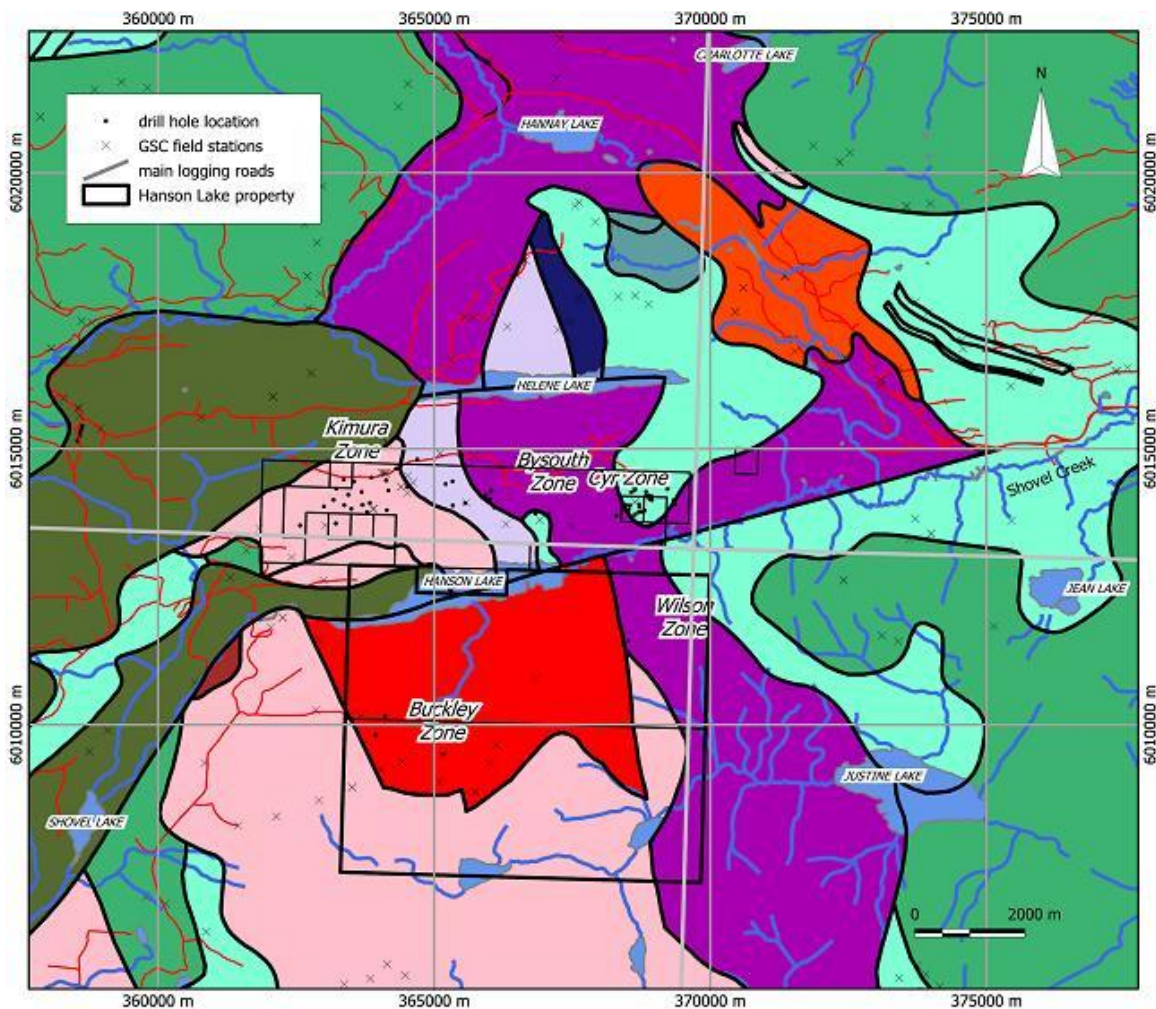 360000 m
365000 m
370000 m
375000 m
CHARLOTTE LAKE
N
drill hole location
GSC field stations
main logging roads
Hanson Lake property
HANNAY LAKE
6020000 m
6020000 m
HELENE LAKE
Kimura
Zone
Bysouth
Zone
Cyr Zone
6015000 m
6015000 m
Shovel Creek
HANSON LAKE
JEAN LAKE
Wilson
Zone
Buckley
Zone
6010000 m
6010000 m
JUSTINE LAKE
SHOVEL LAKE
0
2000 m
360000 m
365000 m
370000 m
375000 m